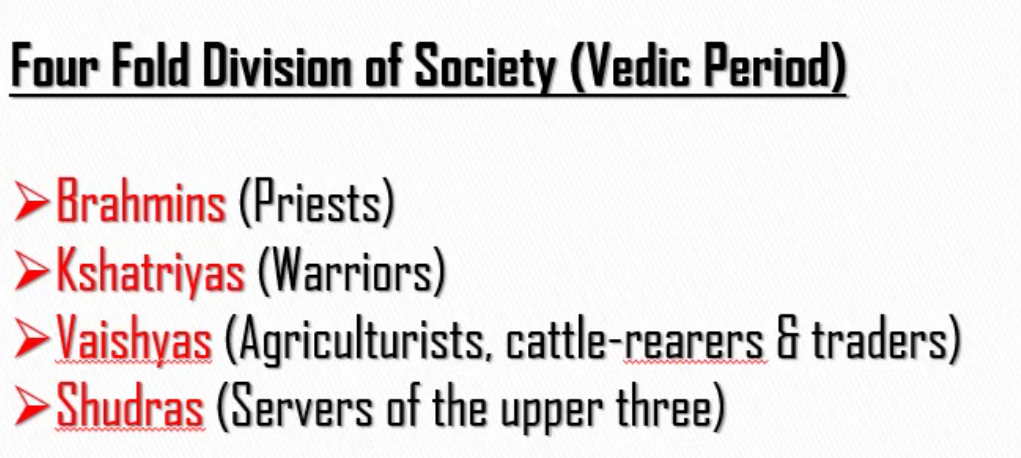 Four Fold Division of Society (Vedic Period)
➢Brahmins (Priests)
➢Kshatriyas (Warriors)
➢Vaishyas (Agriculturists, cattle-rearers & traders)
➢Shudras (Servers of the upper three)